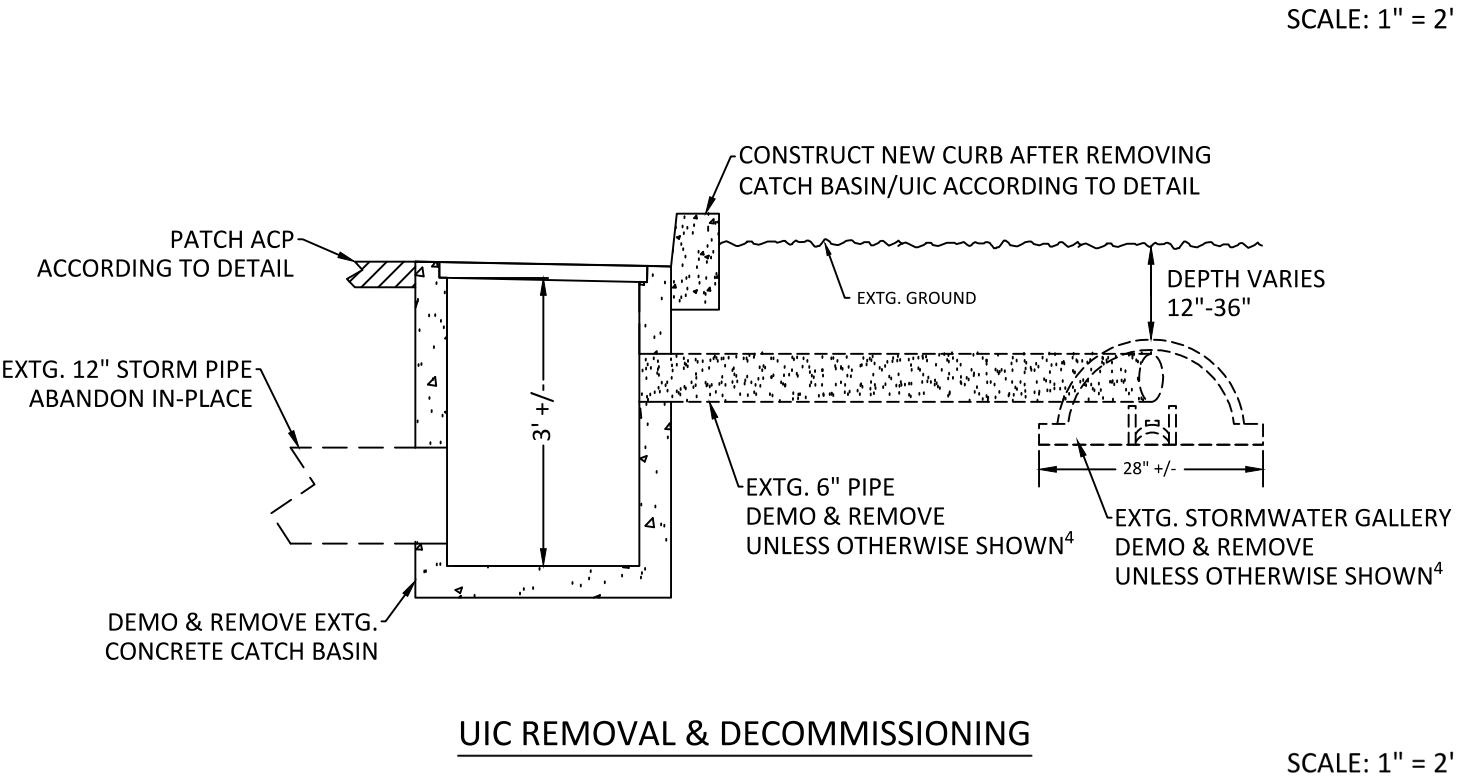 SCALE: 1" = 2'
CONSTRUCT NEW CURB AFTER REMOVING
CATCH BASIN/UIC ACCORDING TO DETAIL
PATCH ACP
ACCORDING TO DETAIL
EXTG. GROUND
DEPTH VARIES
12"-36"
EXTG. 12" STORM PIPE
ABANDON IN-PLACE
3' +/-
28" +/-
EXTG. 6" PIPE
DEMO & REMOVE
UNLESS OTHERWISE SHOWN⁴
EXTG. STORMWATER GALLERY
DEMO & REMOVE
UNLESS OTHERWISE SHOWN⁴
DEMO & REMOVE EXTG.
CONCRETE CATCH BASIN
UIC REMOVAL & DECOMMISSIONING
SCALE: 1" = 2'